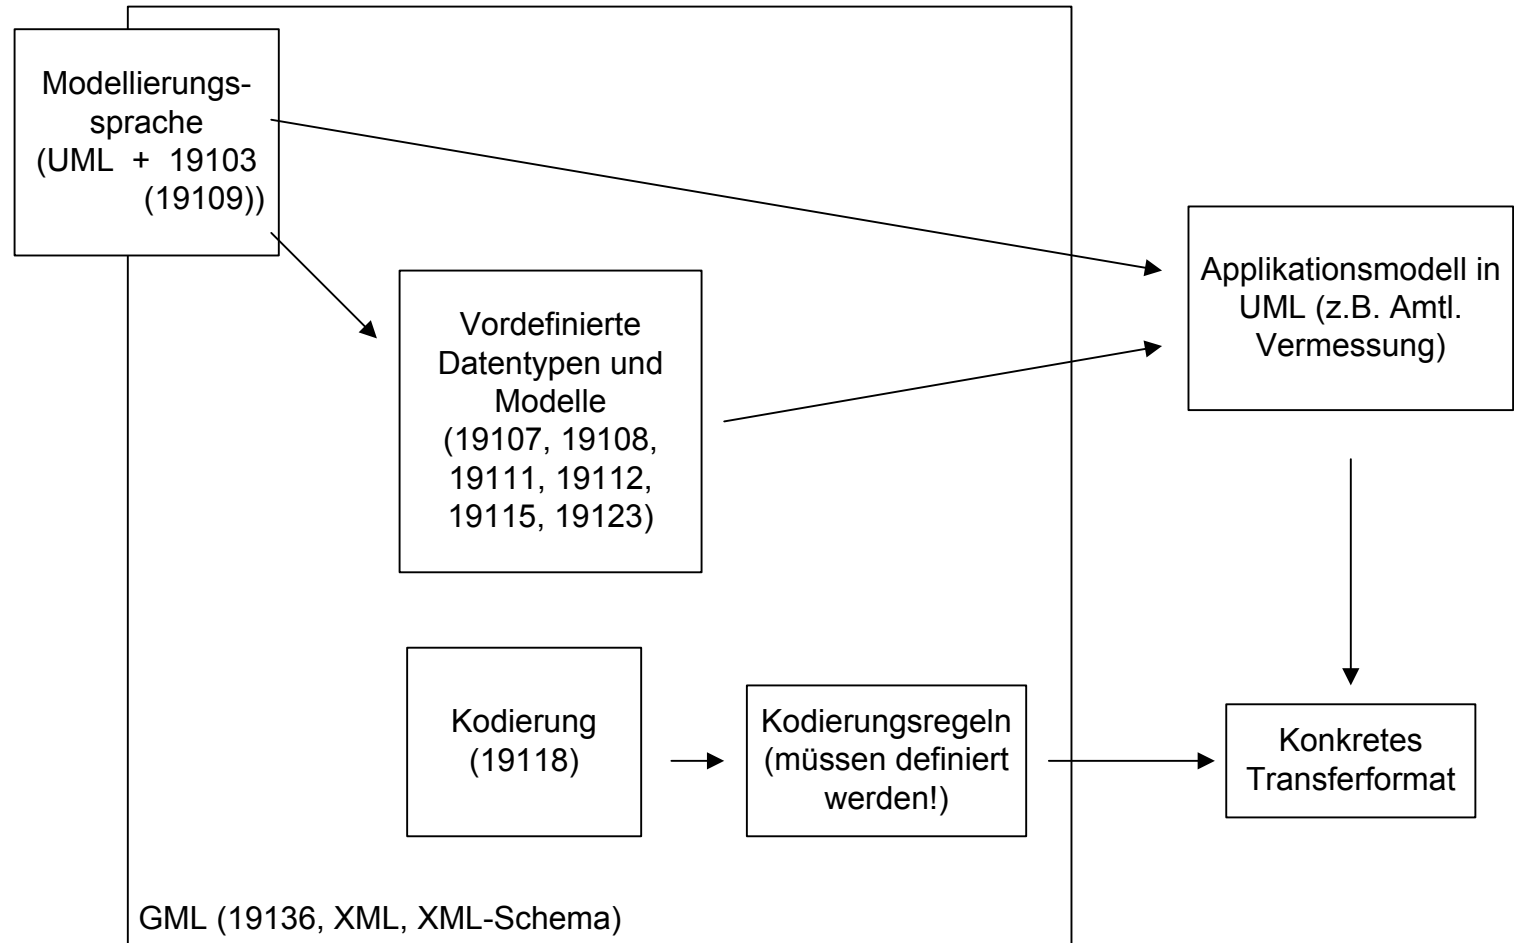 Modellierungs-
sprache
(UML + 19103
(19109))
Vordefinierte
Datentypen und
Modelle
(19107, 19108,
19111, 19112,
19115, 19123)
Applikationsmodell in
UML (z.B. Amtl.
Vermessung)
Kodierung
(19118)
Kodierungsregeln
(müssen definiert
werden!)
Konkretes
Transferformat
GML (19136, XML, XML-Schema)